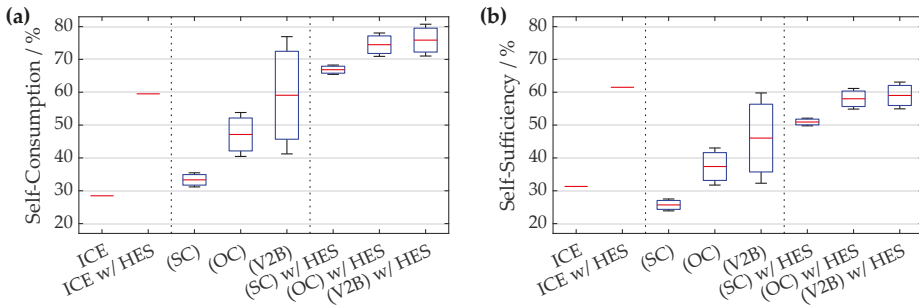 (a)
Self-Consumption / %
80
70
60
50
40
30
20
ICE
ICE w/ HES
(SC)
(OC)
(V2B)
(SC) w/ HES
(OC) w/ HES
(V2B) w/ HES
(b)
Self-Sufficiency / %
80
70
60
50
40
30
20
ICE
ICE w/ HES
(SC)
(OC)
(V2B)
(SC) w/ HES
(OC) w/ HES
(V2B) w/ HES